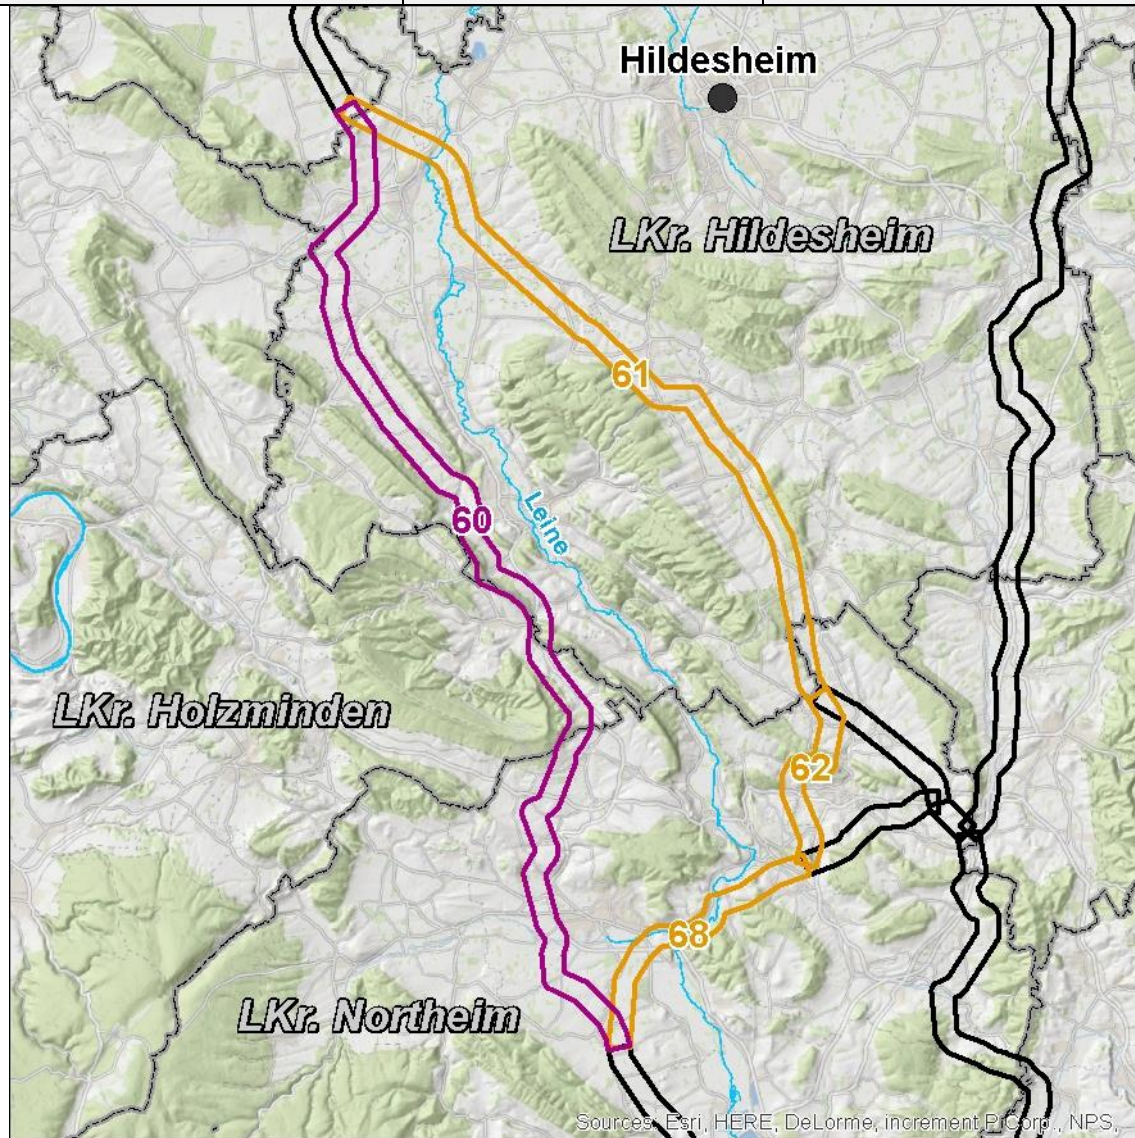 Hildesheim
LKr. Hildesheim
61
60
Leine
LKr. Holzminden
62
68
LKr. Northeim
Sources: Esri, HERE, DeLorme, increment P Corp., NPS,